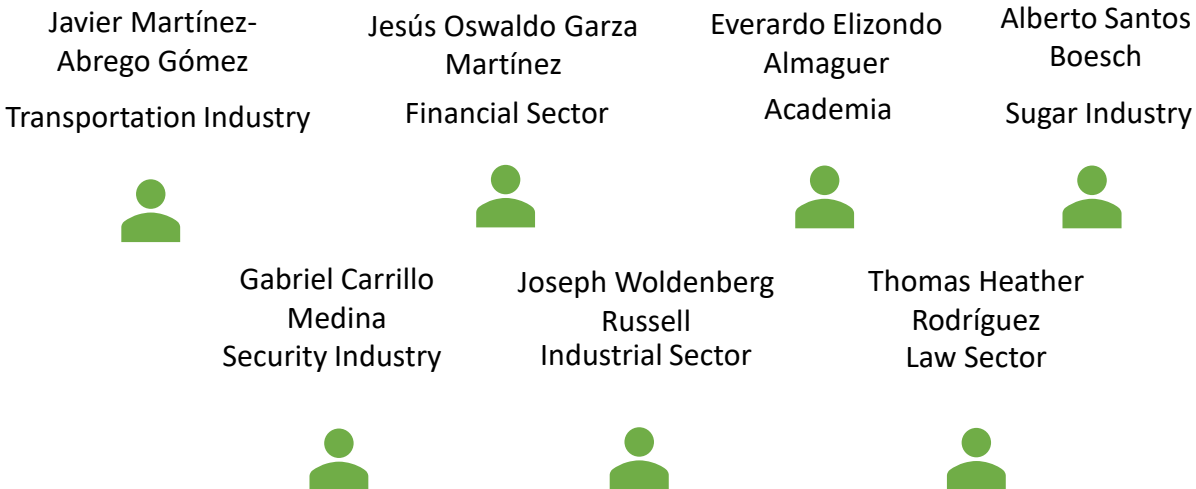 Javier Martínez-
Abrego Gómez
Transportation Industry
Jesús Oswaldo Garza
Martínez
Financial Sector
Everardo Elizondo
Almaguer
Academia
Alberto Santos
Boesch
Sugar Industry
Gabriel Carrillo
Medina
Security Industry
Joseph Woldenberg
Russell
Industrial Sector
Thomas Heather
Rodríguez
Law Sector